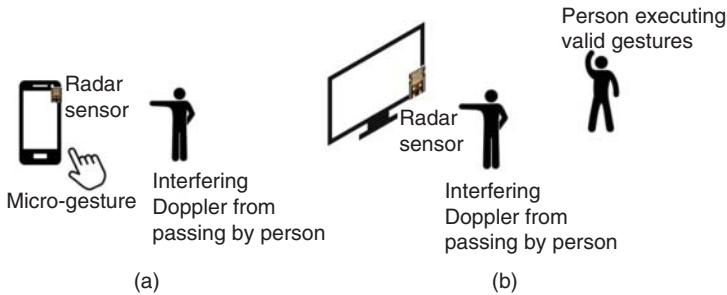 Radar
sensor
Micro-gesture
Interfering
Doppler from
passing by person
(a)
Person executing
valid gestures
Radar
sensor
Interfering
Doppler from
passing by person
(b)